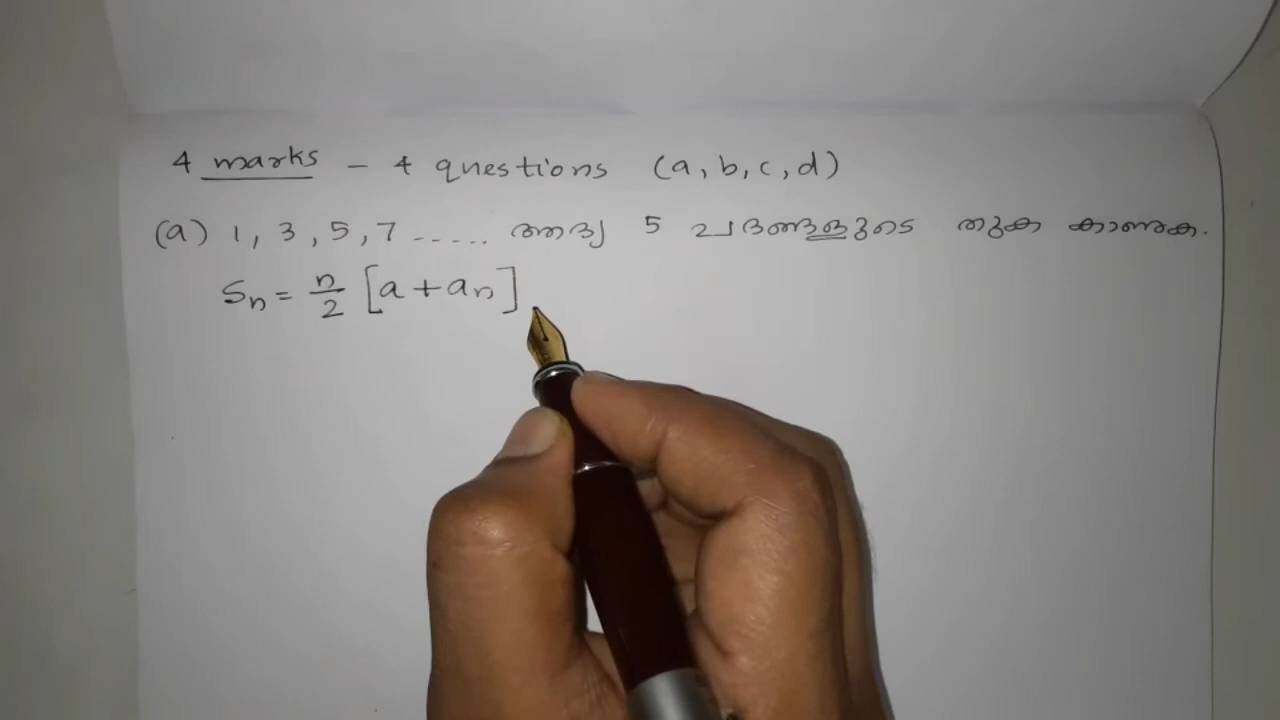 4 marks – 4 questions (a, b, c, d)
(a) 1, 3, 5, 7 ..... ആദ്യ 5 പദങ്ങളുടെ തുക കാണുക.
Sn = n/2 [a + an]